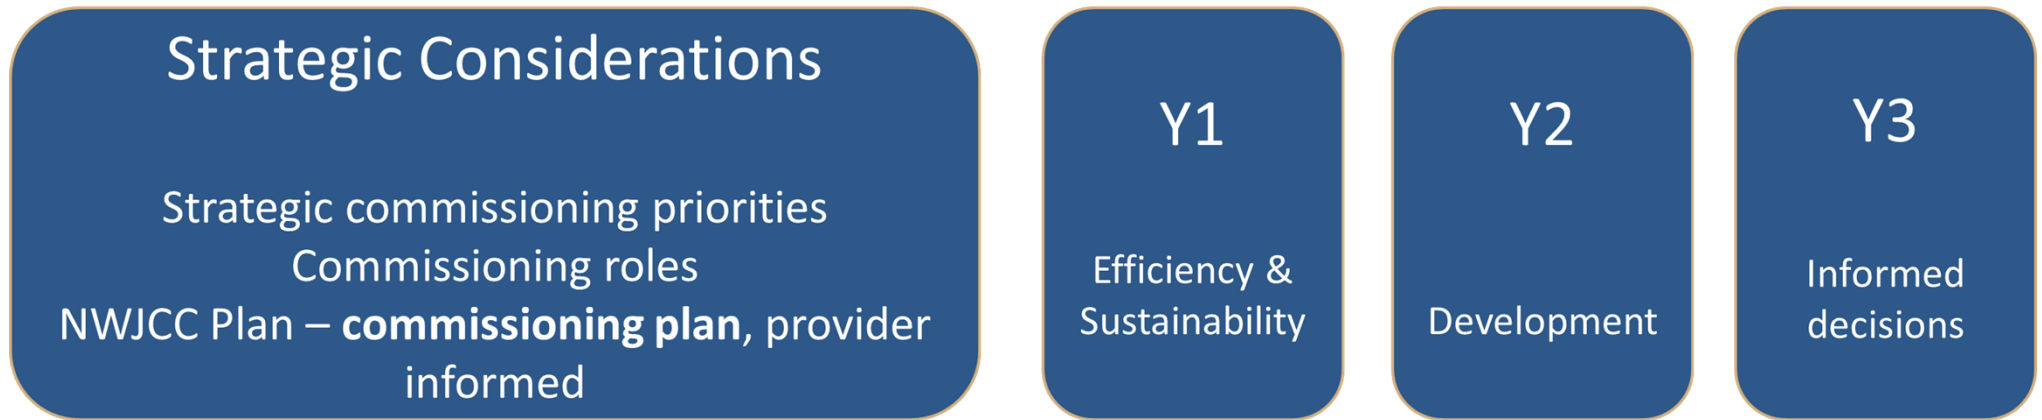 Strategic Considerations
Strategic commissioning priorities
Commissioning roles
NWJCC Plan – commissioning plan, provider
informed
Y1
Efficiency &
Sustainability
Y2
Development
Y3
Informed
decisions